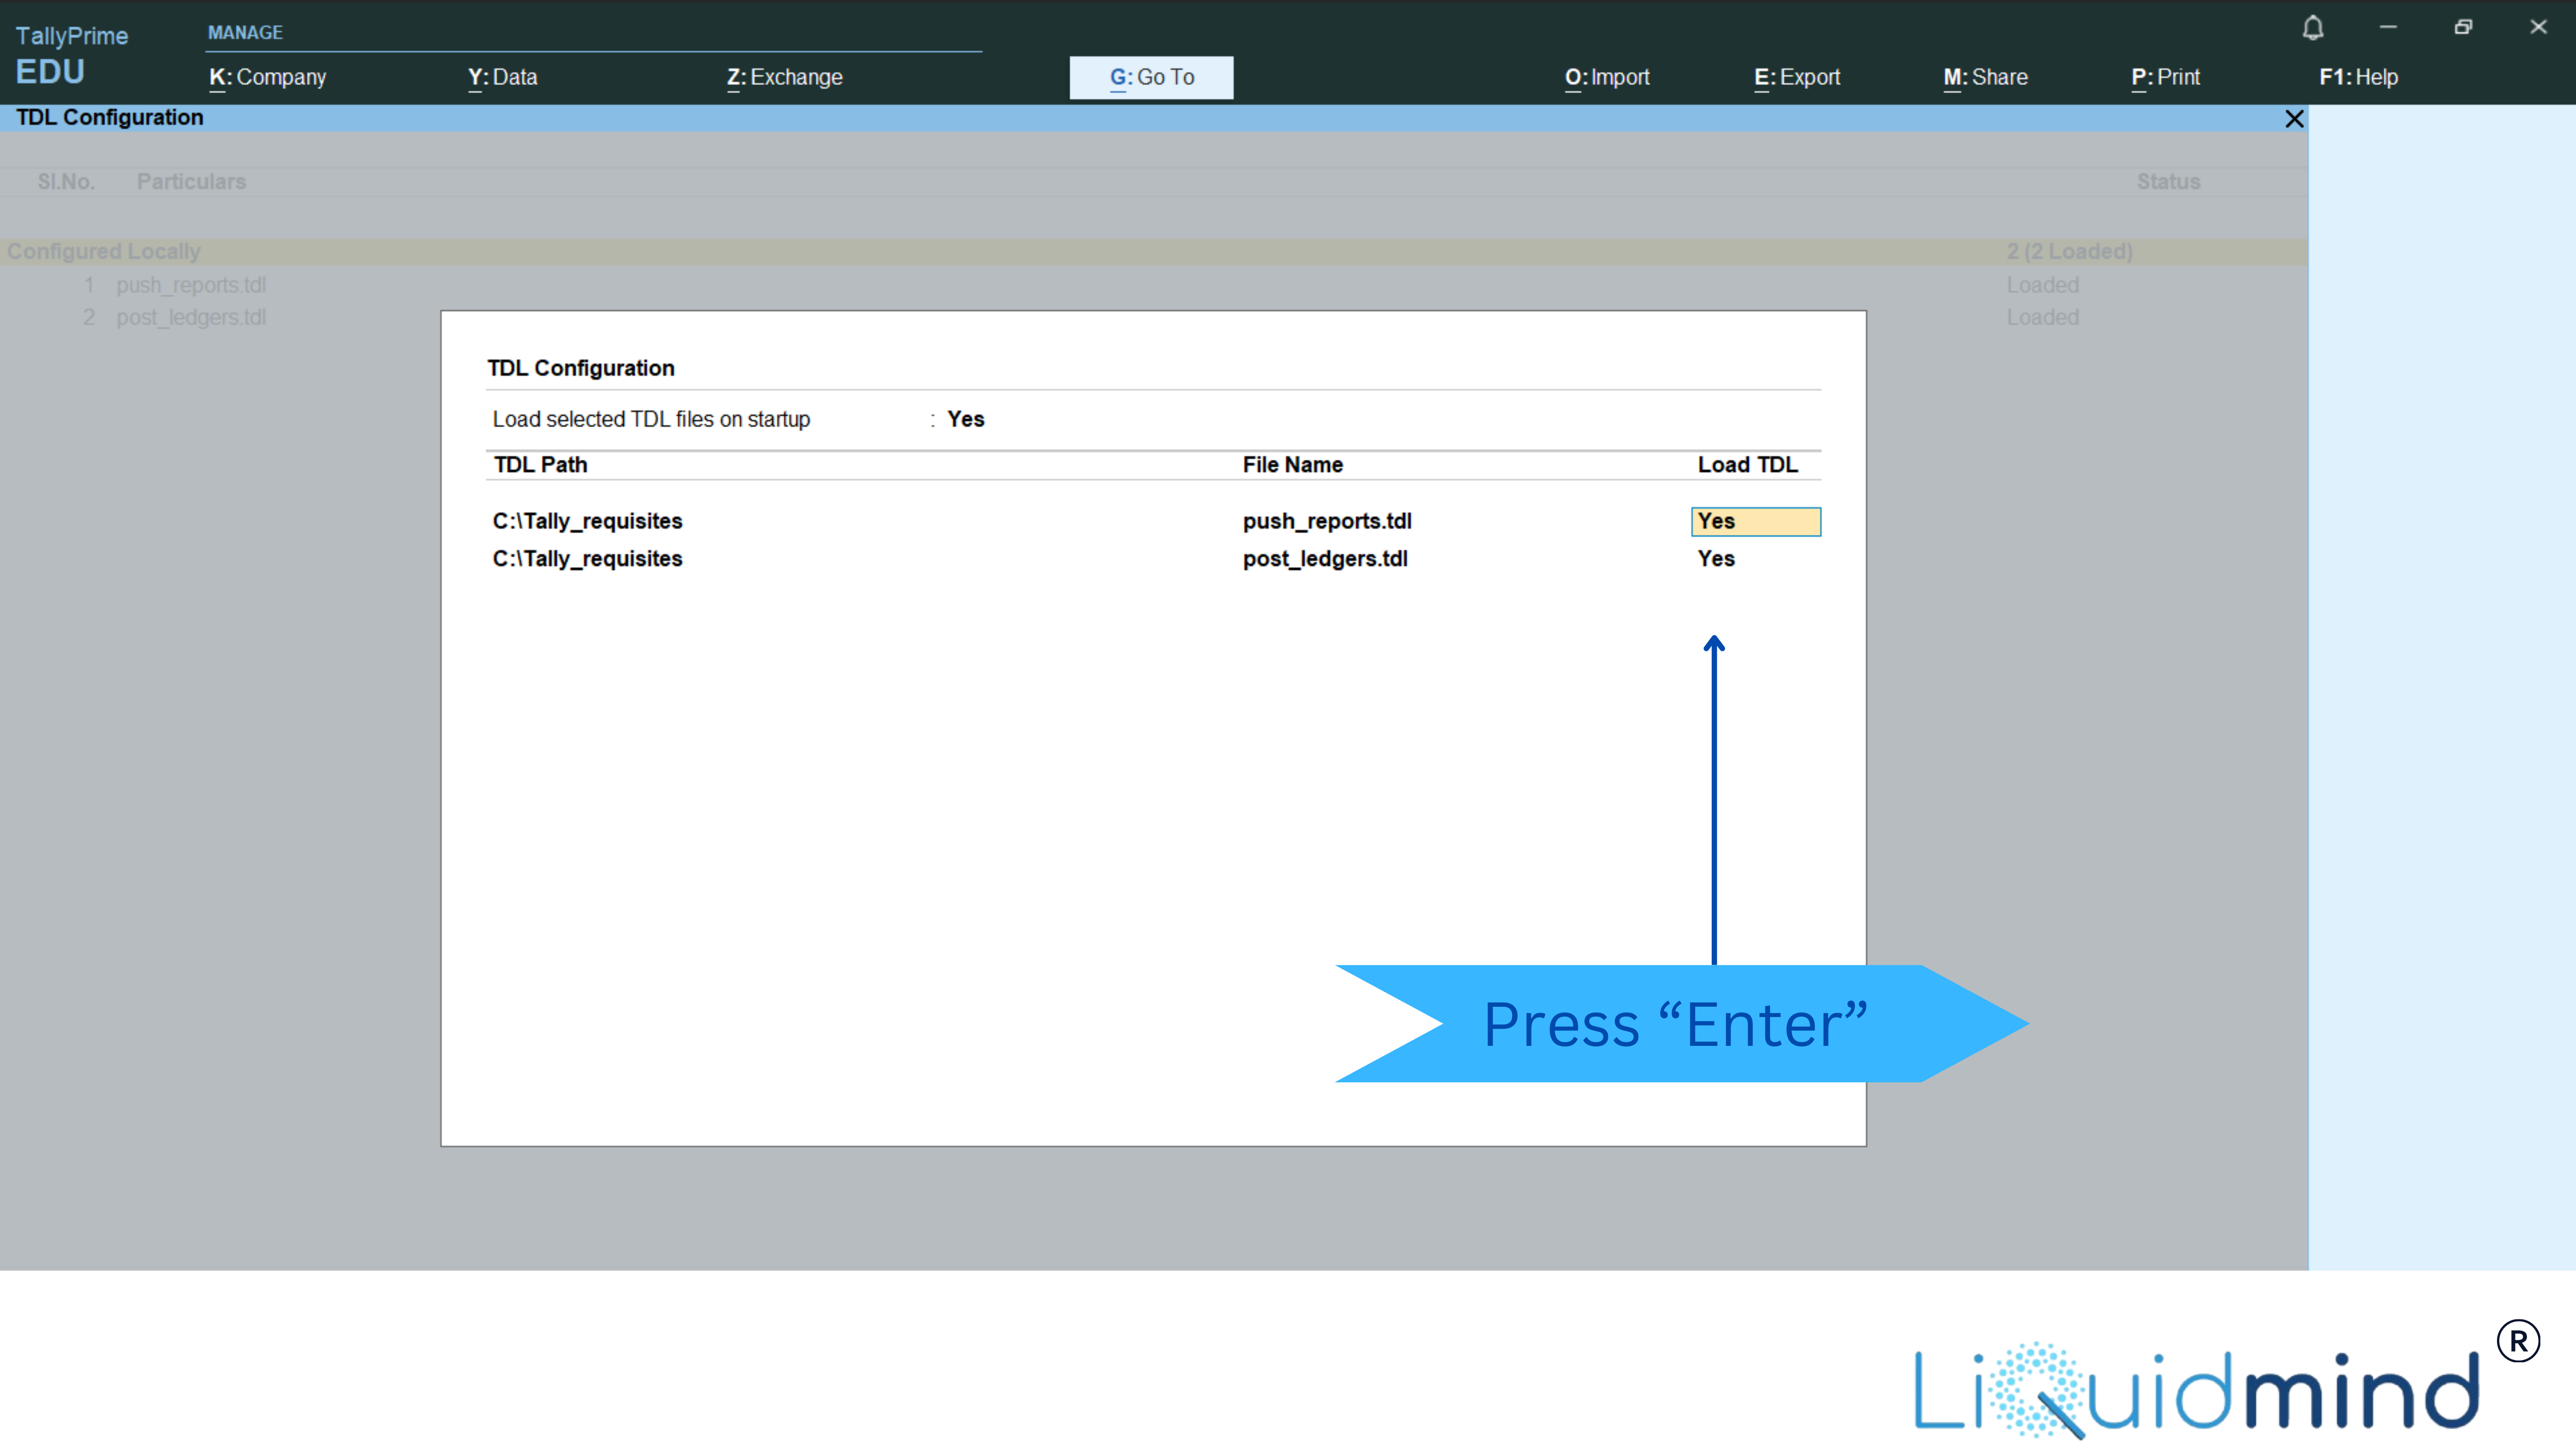 TallyPrime
EDU
MANAGE
K: Company
Y: Data
Z: Exchange
G: Go To
O: Import
E: Export
M: Share
P: Print
F1: Help
TDL Configuration
Sl.No. Particulars Status
Configured Locally 2 (2 Loaded)
1 push_reports.tdl Loaded
2 post_ledgers.tdl Loaded
TDL Configuration
Load selected TDL files on startup : Yes
TDL Path File Name Load TDL
C:\Tally_requisites push_reports.tdl Yes
C:\Tally_requisites post_ledgers.tdl Yes
Press “Enter”
LiQuidmind ®